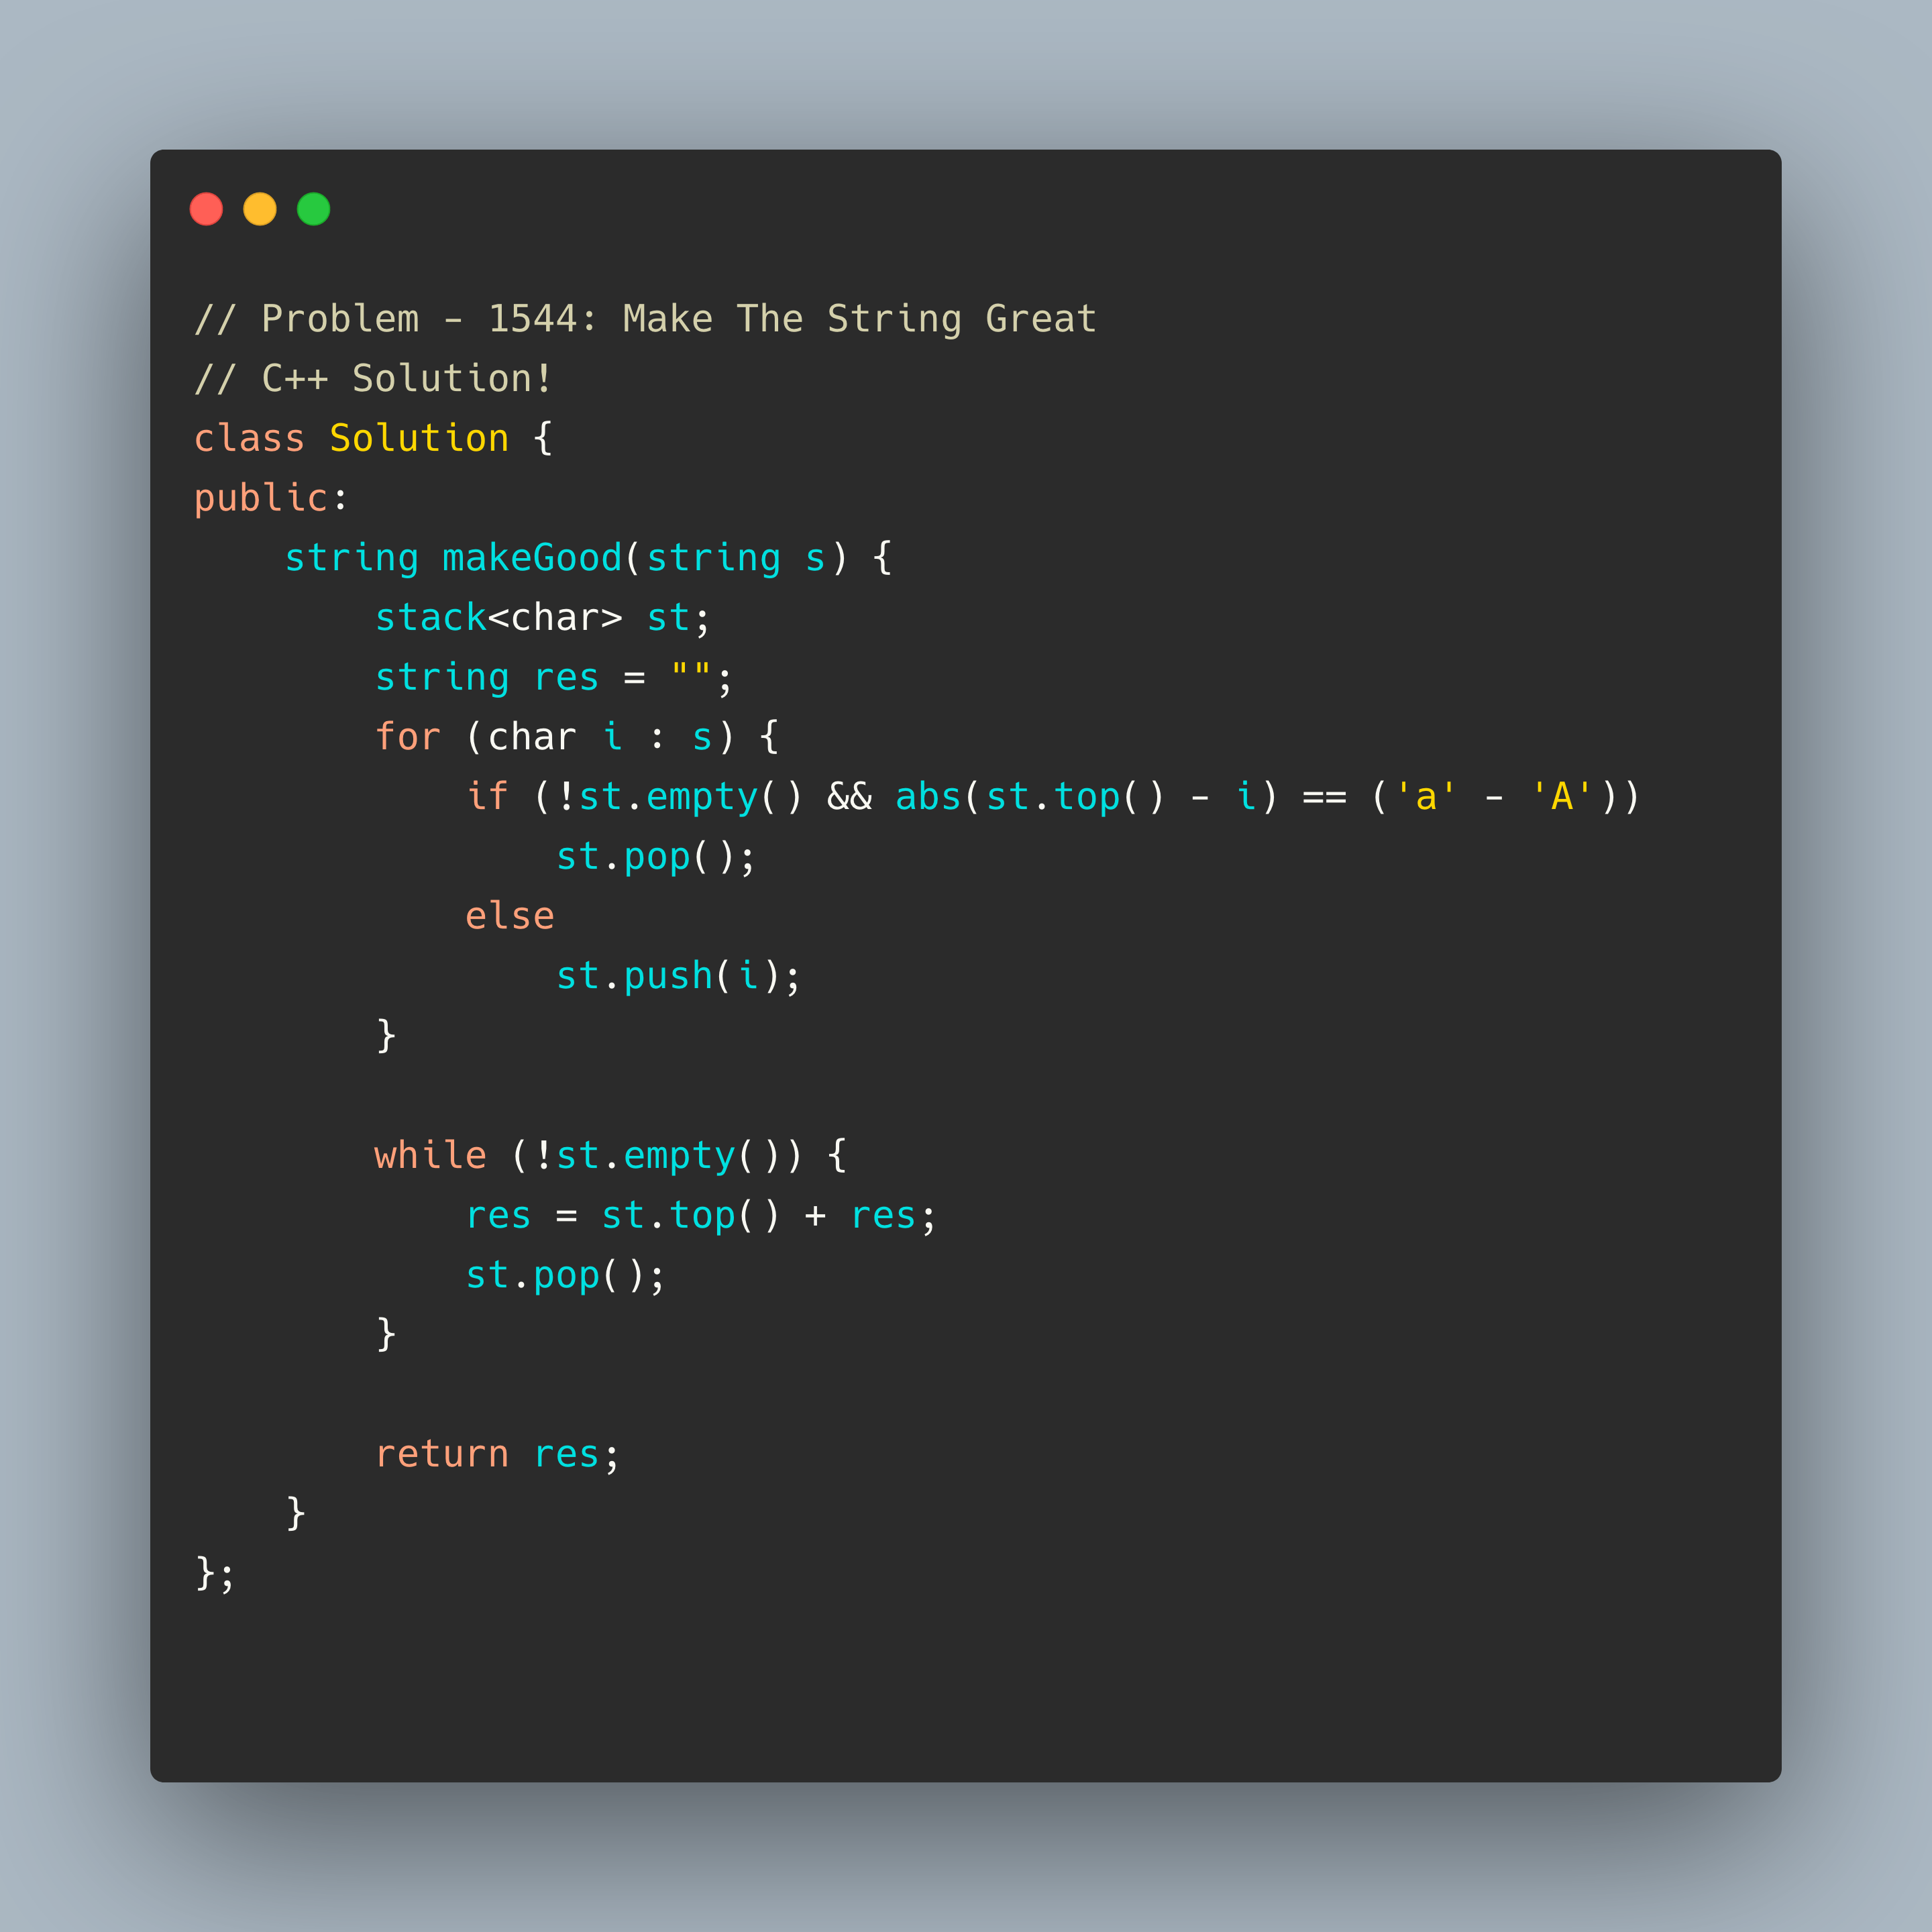 // Problem - 1544: Make The String Great
// C++ Solution!
class Solution {
public:
    string makeGood(string s) {
        stack<char> st;
        string res = "";
        for (char i : s) {
            if (!st.empty() && abs(st.top() - i) == ('a' - 'A'))
                st.pop();
            else
                st.push(i);
        }

        while (!st.empty()) {
            res = st.top() + res;
            st.pop();
        }

        return res;
    }
};